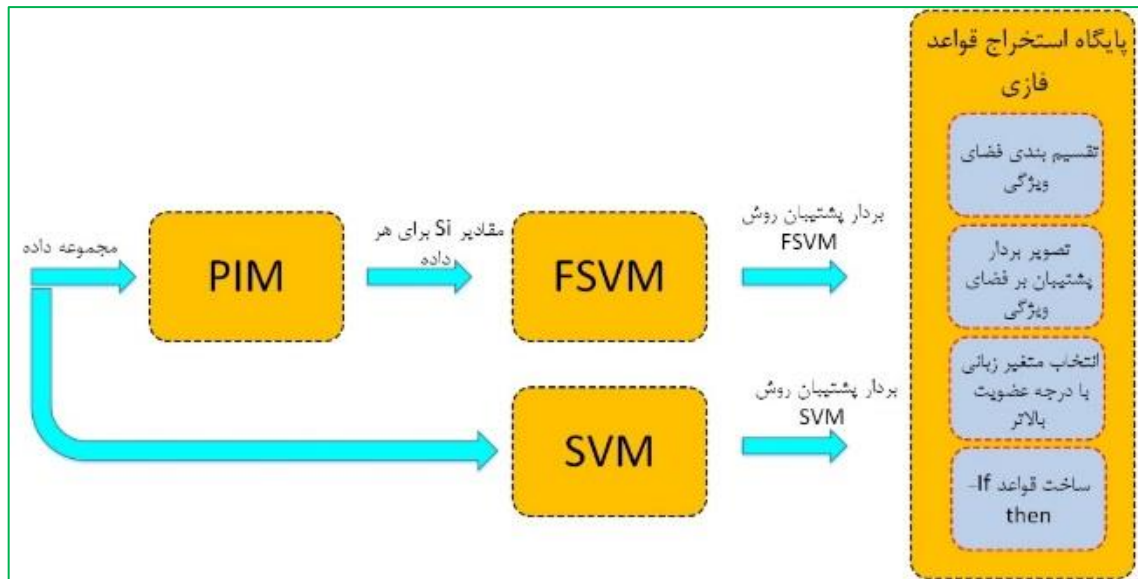 مجموعه داده
PIM
مقادیر Si برای هر
داده
FSVM
بردار پشتیبان روش
FSVM
SVM
بردار پشتیبان روش
SVM
پایگاه استخراج قواعد
فازی
تقسیم بندی فضای
ویژگی
تصویر بردار
پشتیبان بر فضای
ویژگی
انتخاب متغیر زبانی
با درجه عضویت
بالاتر
ساخت قواعد If-
then